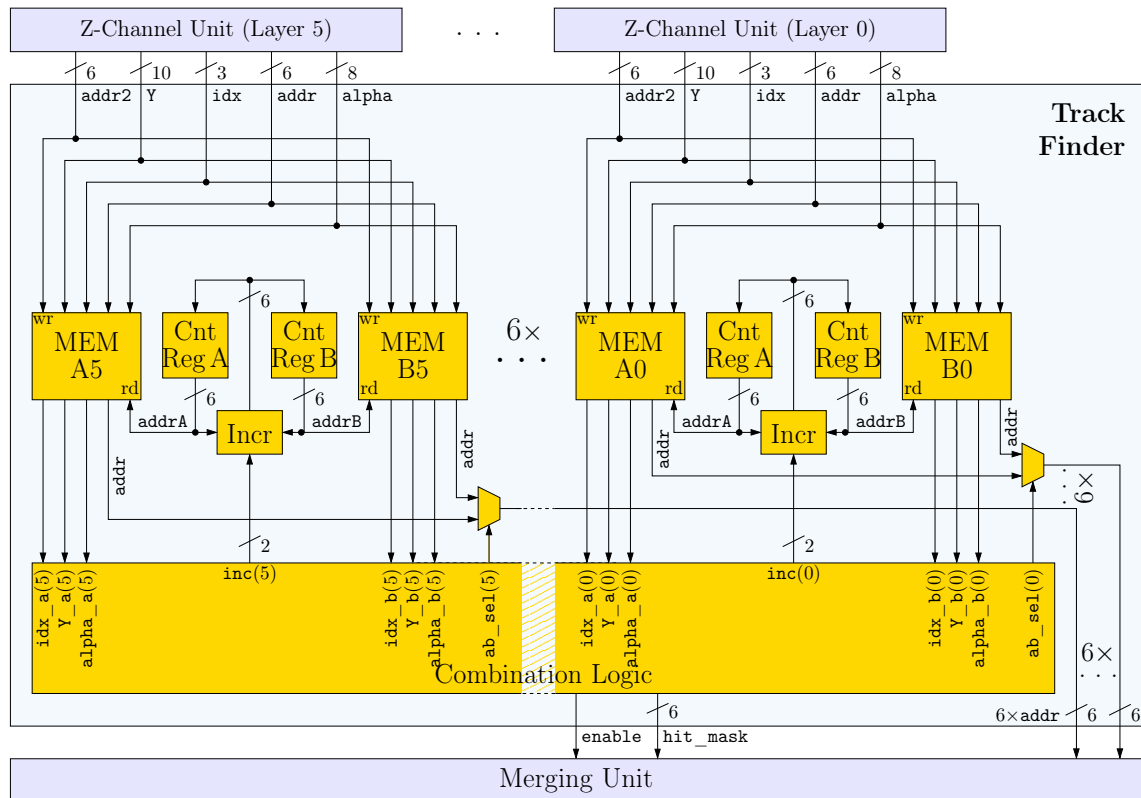 Z-Channel Unit (Layer 5)
. . .
Z-Channel Unit (Layer 0)
6 10 3 6 8
6 10 3 6 8
addr2 Y idx addr alpha
addr2 Y idx addr alpha
Track
Finder
6
6
wr
MEM
A5
rd
Cnt
Reg A
Cnt
Reg B
wr
MEM
B5
rd
6×
. . .
wr
MEM
A0
rd
Cnt
Reg A
Cnt
Reg B
wr
MEM
B0
rd
6
6
6
6
addrA
Incr
addrB
addrA
Incr
addrB
addr
addr
addr
addr
. . .
6×
2
2
inc(5)
inc(0)
idx_a(5)
Y_a(5)
alpha_a(5)
idx_b(5)
Y_b(5)
alpha_b(5)
ab_sel(5)
idx_a(0)
Y_a(0)
alpha_a(0)
idx_b(0)
Y_b(0)
alpha_b(0)
ab_sel(0)
Combination Logic
6×
. . .
6
6×addr
6
6
enable
hit_mask
Merging Unit